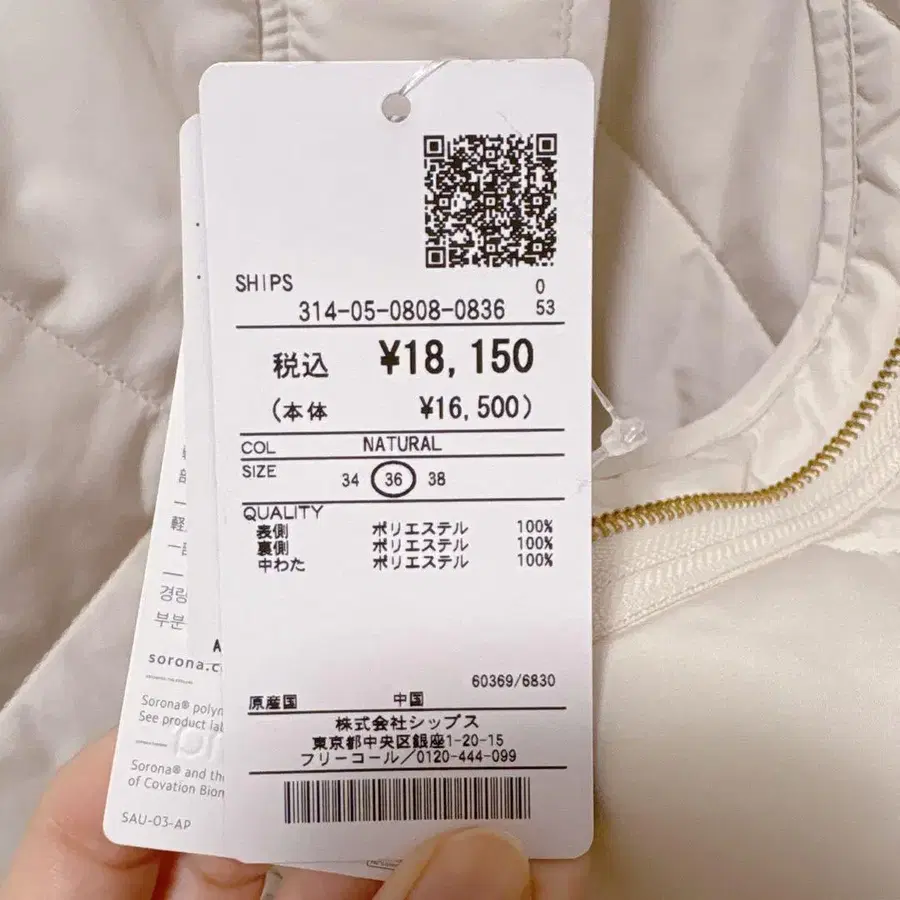 SHIPS 0
314-05-0808-0836 53
税込 ¥18,150
(本体 ¥16,500)
COL NATURAL
SIZE 34 36 38
QUALITY
表側 ポリエステル 100%
裏側 ポリエステル 100%
中わた ポリエステル 100%
60369/6830
原産国 中国
株式会社シップス
東京都中央区銀座1-20-15
フリーコール/0120-444-099
部
軽
경량
부분
A
sorona.c
Sorona® polym
See product lab
Sorona® and the
of Covation Biom
SAU-03-AP